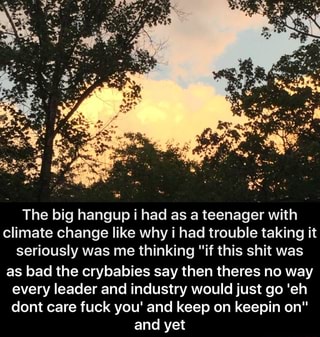 The big hangup i had as a teenager with
climate change like why i had trouble taking it
seriously was me thinking "if this shit was
as bad the crybabies say then theres no way
every leader and industry would just go 'eh
dont care fuck you' and keep on keepin on"
and yet